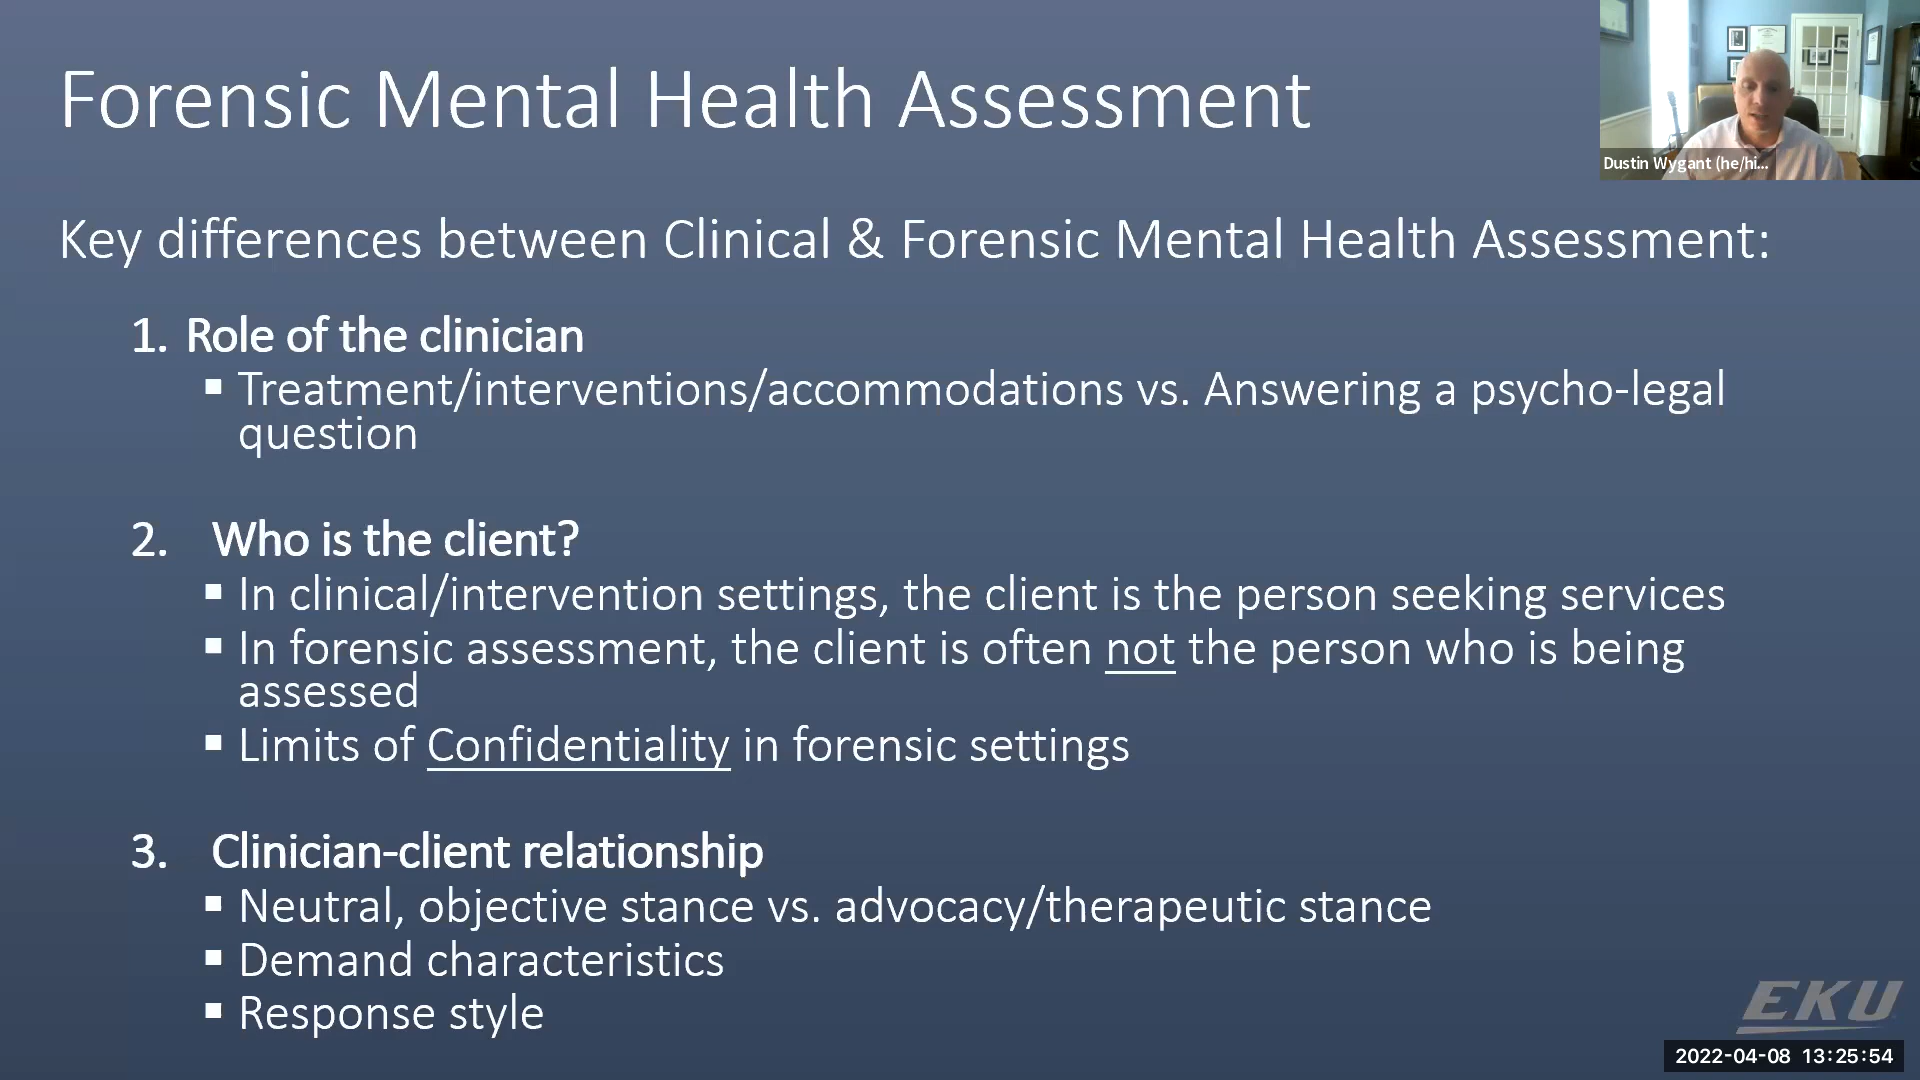 Forensic Mental Health Assessment
Dustin Wygant (he/hi...
Key differences between Clinical & Forensic Mental Health Assessment:
1. Role of the clinician
▪ Treatment/interventions/accommodations vs. Answering a psycho-legal
question
2. Who is the client?
▪ In clinical/intervention settings, the client is the person seeking services
▪ In forensic assessment, the client is often not the person who is being
assessed
▪ Limits of Confidentiality in forensic settings
3. Clinician-client relationship
▪ Neutral, objective stance vs. advocacy/therapeutic stance
▪ Demand characteristics
▪ Response style
EKU
2022-04-08 13:25:54